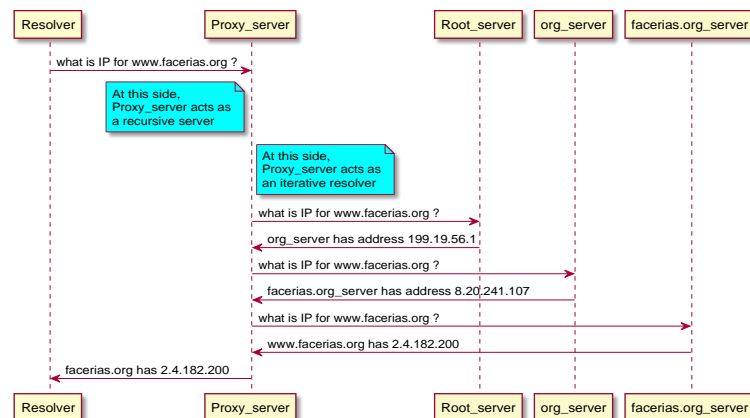 Resolver
Proxy_server
Root_server
org_server
facerias.org_server
what is IP for www.facerias.org ?
At this side,
Proxy_server acts as
a recursive server
At this side,
Proxy_server acts as
an iterative resolver
what is IP for www.facerias.org ?
org_server has address 199.19.56.1
what is IP for www.facerias.org ?
facerias.org_server has address 8.20.241.107
what is IP for www.facerias.org ?
www.facerias.org has 2.4.182.200
facerias.org has 2.4.182.200
Resolver
Proxy_server
Root_server
org_server
facerias.org_server